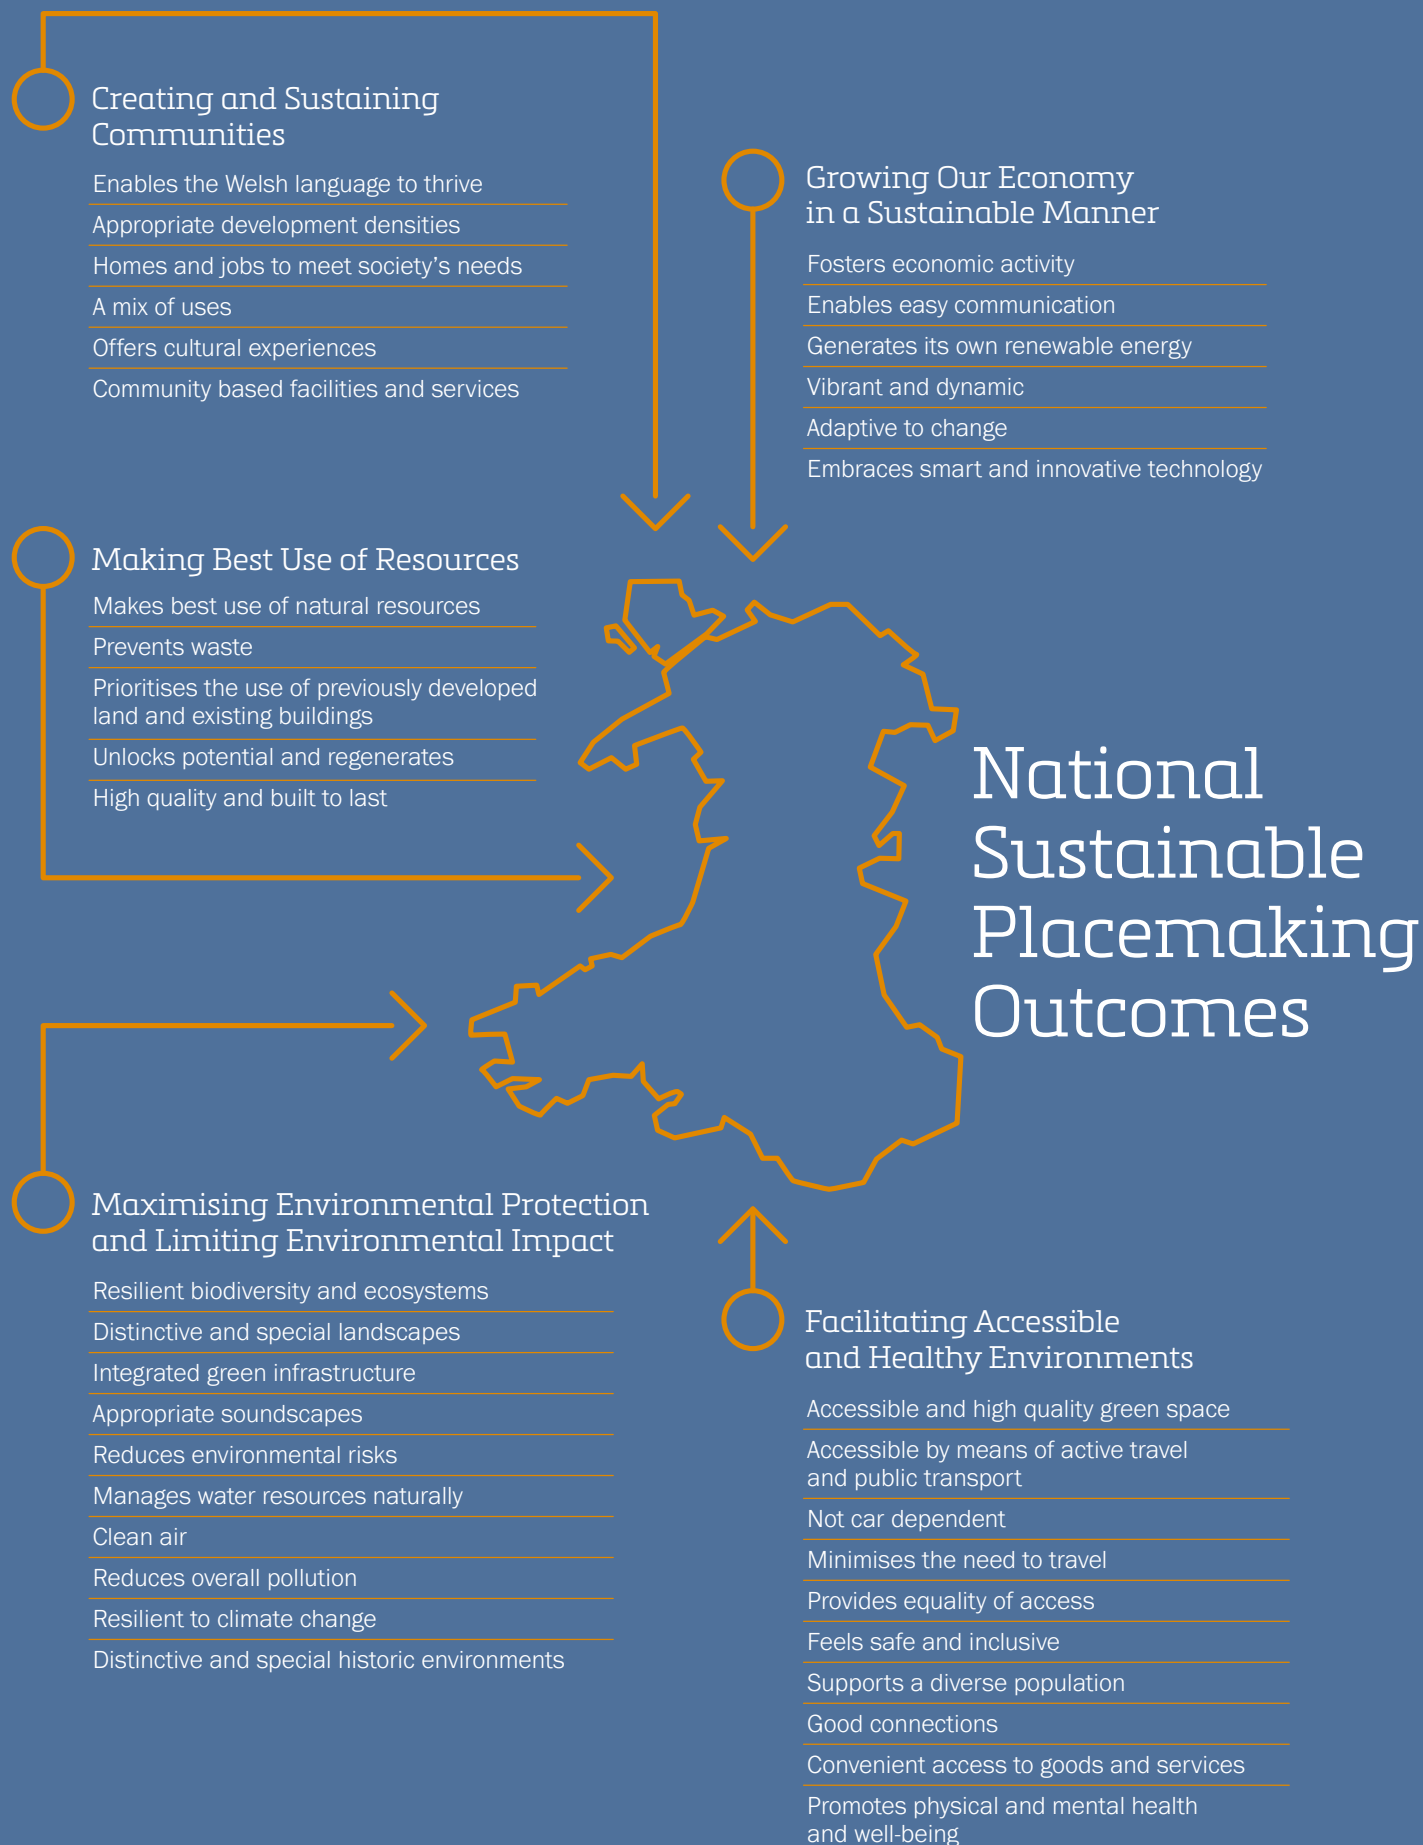 Creating and Sustaining
Communities
Enables the Welsh language to thrive
Appropriate development densities
Homes and jobs to meet society’s needs
A mix of uses
Offers cultural experiences
Community based facilities and services
Growing Our Economy
in a Sustainable Manner
Fosters economic activity
Enables easy communication
Generates its own renewable energy
Vibrant and dynamic
Adaptive to change
Embraces smart and innovative technology
Making Best Use of Resources
Makes best use of natural resources
Prevents waste
Prioritises the use of previously developed
land and existing buildings
Unlocks potential and regenerates
High quality and built to last
National
Sustainable
Placemaking
Outcomes
Maximising Environmental Protection
and Limiting Environmental Impact
Resilient biodiversity and ecosystems
Distinctive and special landscapes
Integrated green infrastructure
Appropriate soundscapes
Reduces environmental risks
Manages water resources naturally
Clean air
Reduces overall pollution
Resilient to climate change
Distinctive and special historic environments
Facilitating Accessible
and Healthy Environments
Accessible and high quality green space
Accessible by means of active travel
and public transport
Not car dependent
Minimises the need to travel
Provides equality of access
Feels safe and inclusive
Supports a diverse population
Good connections
Convenient access to goods and services
Promotes physical and mental health
and well-being